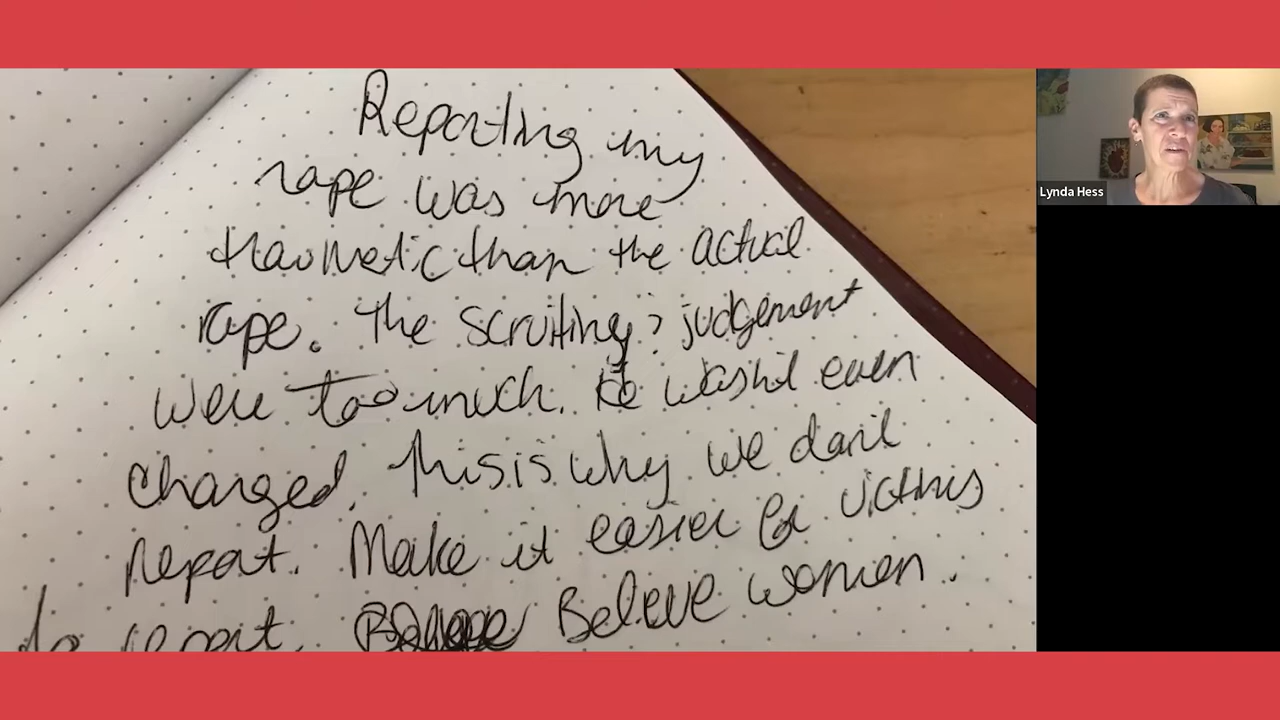 Reporting my
rape was more
traumetic than the actual
rape. The scrutiny & judgement
were too much. He wasn't even
charged. This is why we don't
report. Make it easier for victims
to report. Believe women.
Lynda Hess